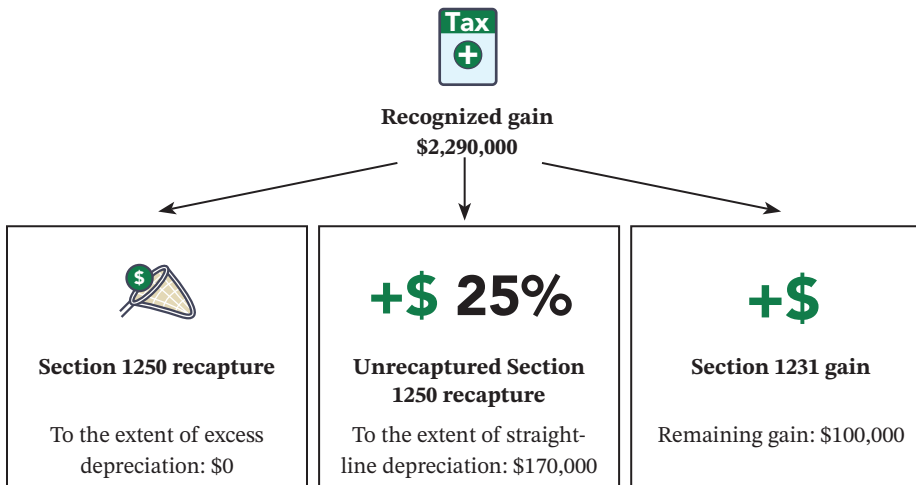 Tax
Recognized gain
$2,290,000
$
Section 1250 recapture
To the extent of excess
depreciation: $0
+$ 25%
Unrecaptured Section
1250 recapture
To the extent of straight-
line depreciation: $170,000
+$
Section 1231 gain
Remaining gain: $100,000